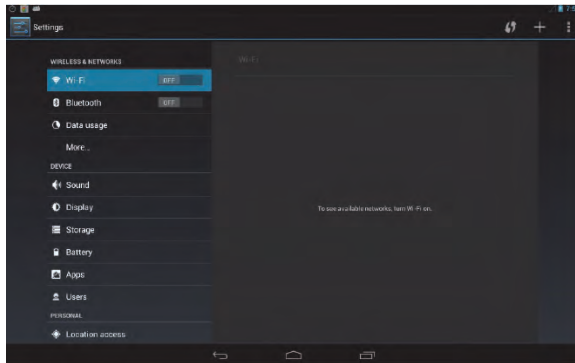 Settings
WIRELESS & NETWORKS
Wi-Fi
Wi-Fi OFF
Bluetooth OFF
Data usage
More...
DEVICE
Sound
Display
To see available networks, turn Wi-Fi on.
Storage
Battery
Apps
Users
PERSONAL
Location access